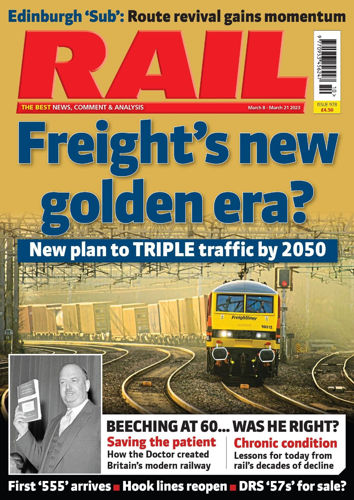 Edinburgh ‘Sub’: Route revival gains momentum
RAIL
THE BEST NEWS, COMMENT & ANALYSIS
March 8 - March 21 2023
ISSUE 978
£4.50
Freight’s new
golden era?
New plan to TRIPLE traffic by 2050
Freightliner
BEECHING AT 60... WAS HE RIGHT?
Saving the patient
How the Doctor created
Britain’s modern railway
Chronic condition
Lessons for today from
rail’s decades of decline
First ‘555’ arrives ■ Hook lines reopen ■ DRS ‘57’s’ for sale?